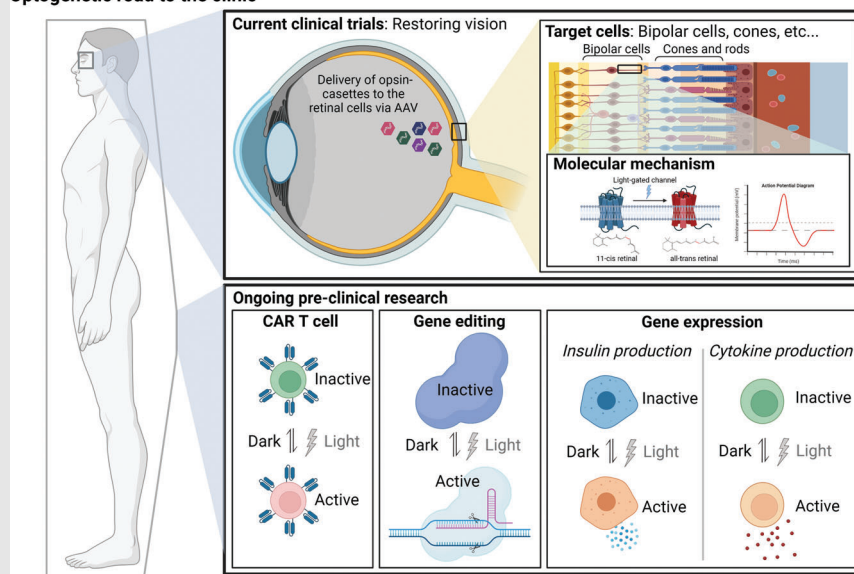 Optogenetic road to the clinic
Current clinical trials: Restoring vision
Delivery of opsin-
casettes to the
retinal cells via AAV
Target cells: Bipolar cells, cones, etc...
Bipolar cells
Cones and rods
Molecular mechanism
Light-gated channel
11-cis retinal
all-trans retinal
Action Potential Diagram
Membrane potential (mV)
Time (ms)
Ongoing pre-clinical research
CAR T cell
Inactive
Dark
Light
Active
Gene editing
Inactive
Dark
Light
Active
Gene expression
Insulin production
Inactive
Dark
Light
Active
Cytokine production
Inactive
Dark
Light
Active